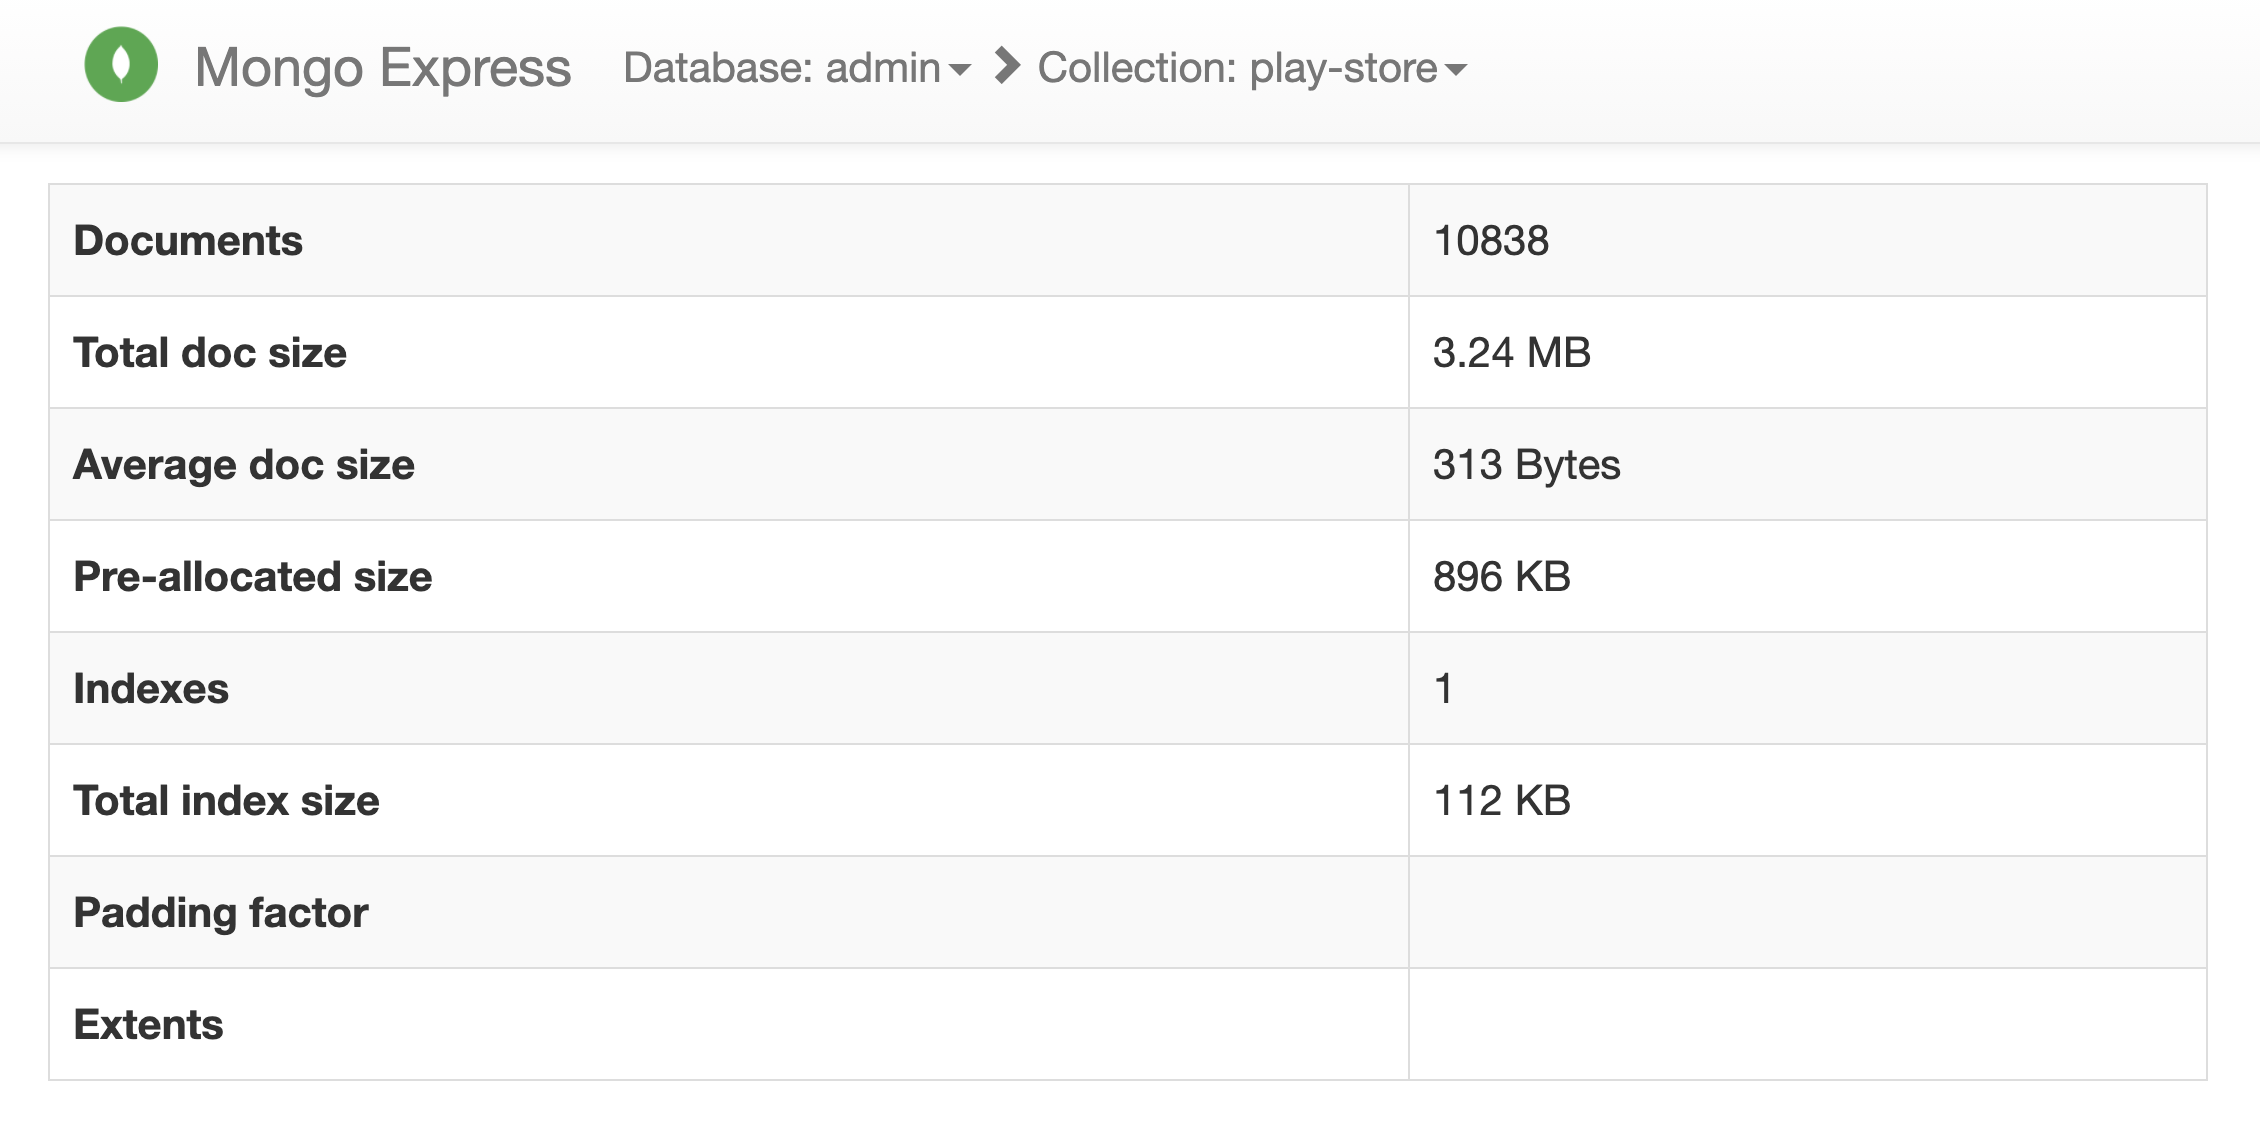 Mongo Express Database: admin Collection: play-store
Documents 10838
Total doc size 3.24 MB
Average doc size 313 Bytes
Pre-allocated size 896 KB
Indexes 1
Total index size 112 KB
Padding factor
Extents